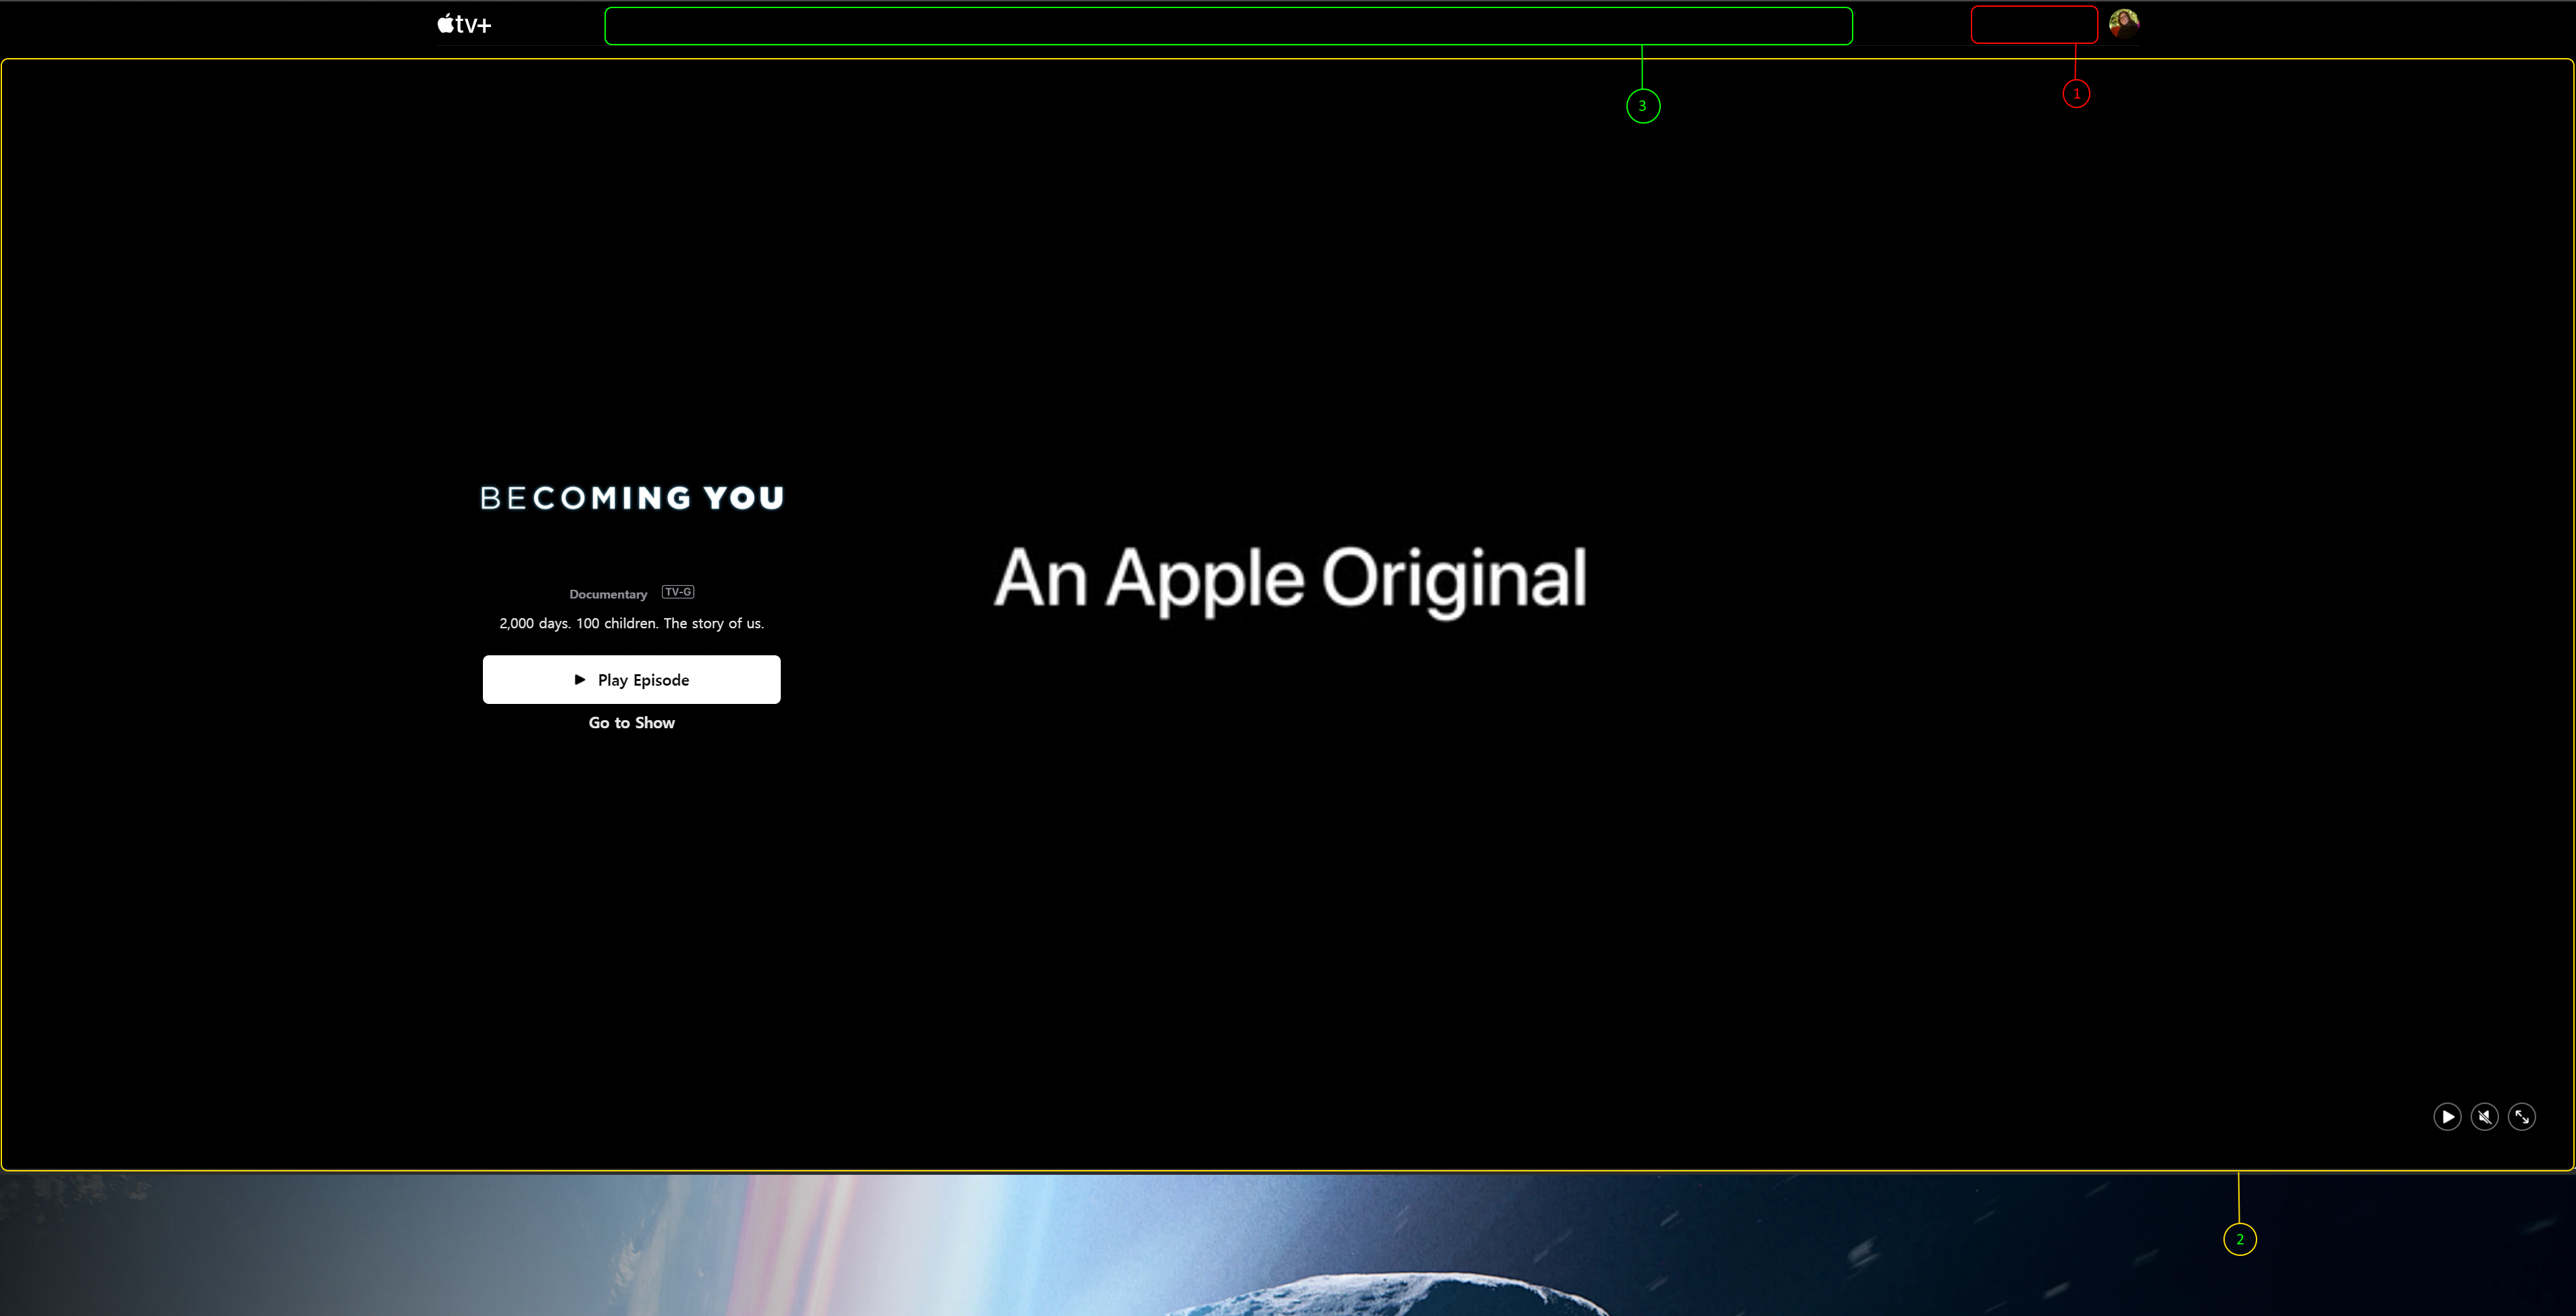 tv+
3
1
BECOMING YOU
An Apple Original
Documentary TV-G
2,000 days. 100 children. The story of us.
Play Episode
Go to Show
2